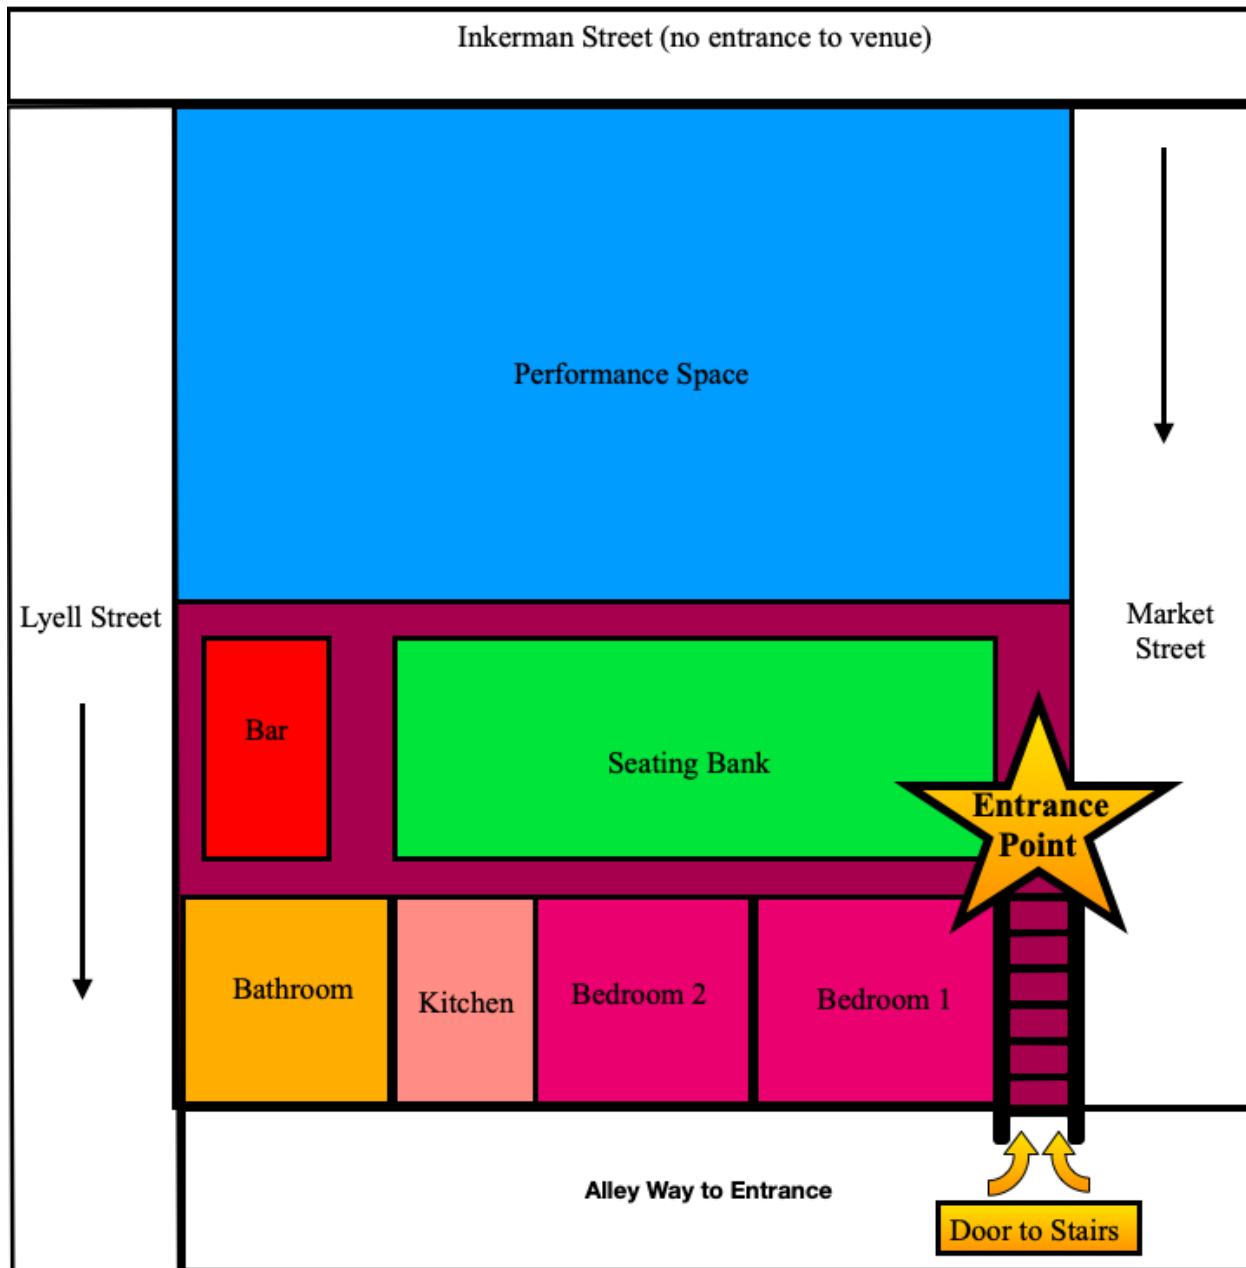 Inkerman Street (no entrance to venue)
Performance Space
Lyell Street
Market
Street
Bar
Seating Bank
Entrance
Point
Bathroom
Kitchen
Bedroom 2
Bedroom 1
Alley Way to Entrance
Door to Stairs